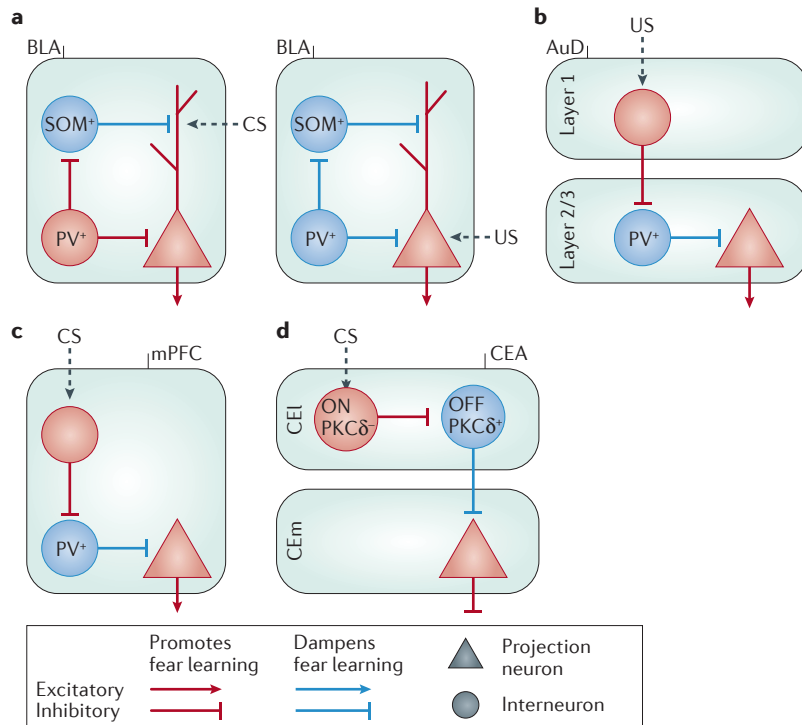 a
BLA
SOM+
CS
PV+
BLA
SOM+
PV+
US
b
US
AuD
Layer 1
Layer 2/3
PV+
c
CS
mPFC
PV+
d
CS
CEA
CEl
ON
PKCδ–
OFF
PKCδ+
CEm
Promotes
fear learning
Dampens
fear learning
Excitatory
Inhibitory
Projection
neuron
Interneuron